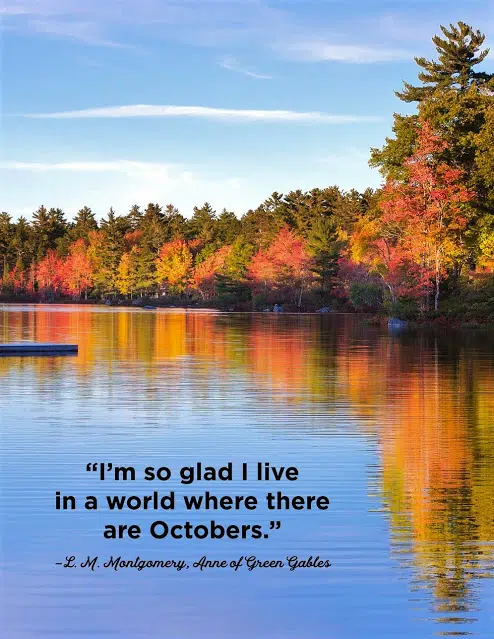 “I’m so glad I live
in a world where there
are Octobers.”
–L. M. Montgomery, Anne of Green Gables